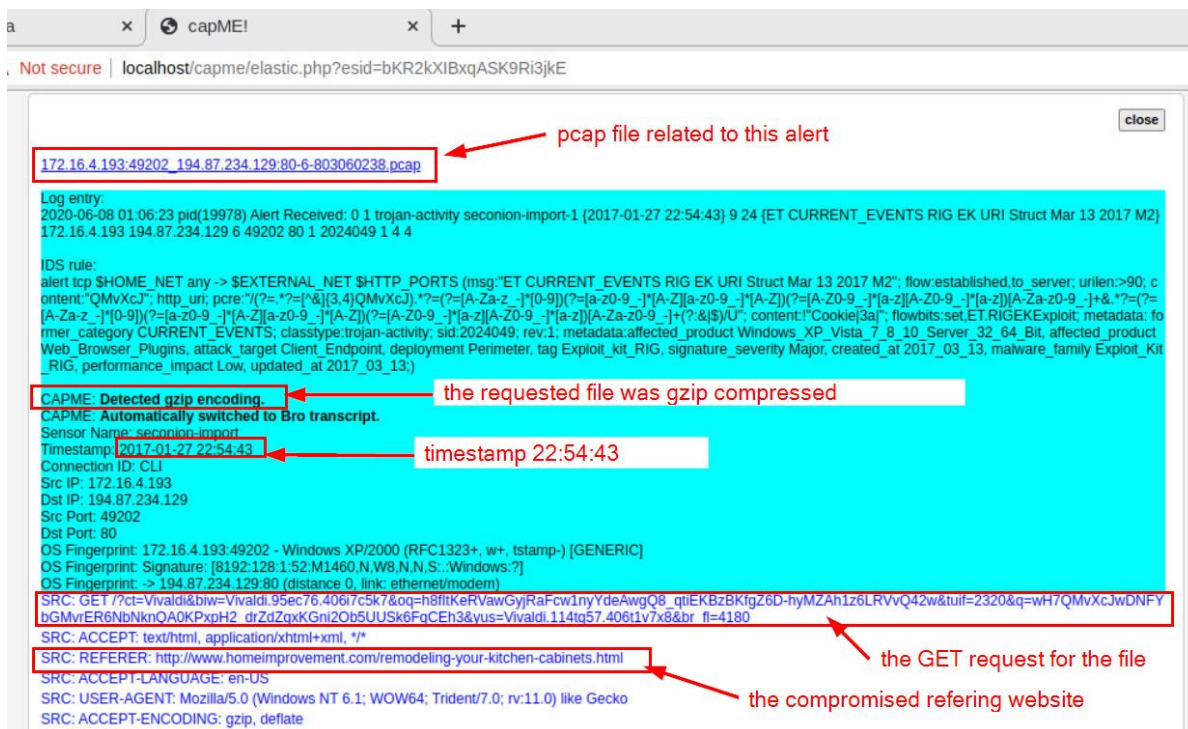 a × capME! × +
Not secure | localhost/capme/elastic.php?esid=bKR2kXIBxqASK9Ri3jkE
close
pcap file related to this alert
172.16.4.193:49202_194.87.234.129:80-6-803060238.pcap
Log entry:
2020-06-08 01:06:23 pid(19978) Alert Received: 0 1 trojan-activity seconion-import-1 {2017-01-27 22:54:43} 9 24 {ET CURRENT_EVENTS RIG EK URI Struct Mar 13 2017 M2}
172.16.4.193 194.87.234.129 6 49202 80 1 2024049 1 4 4
IDS rule:
alert tcp $HOME_NET any -> $EXTERNAL_NET $HTTP_PORTS (msg:"ET CURRENT_EVENTS RIG EK URI Struct Mar 13 2017 M2"; flow:established,to_server; urilen:>90; c
ontent:"QMvXcJ"; http_uri; pcre:"/(?=.*?=[^&]{3,4}QMvXcJ).*?=(?=[A-Za-z_-]*[0-9])(?=[a-z0-9_-]*[A-Z][a-z0-9_-]*[A-Z])(?=[A-Z0-9_-]*[a-z][A-Z0-9_-]*[a-z])[A-Za-z0-9_-]+&.*?=(?=
[A-Za-z_-]*[0-9])(?=[a-z0-9_-]*[A-Z][a-z0-9_-]*[A-Z])(?=[A-Z0-9_-]*[a-z][A-Z0-9_-]*[a-z])[A-Za-z0-9_-]+(?:&|$)/U"; content:!"Cookie|3a|"; flowbits:set,ET.RIGEKExploit; metadata: fo
rmer_category CURRENT_EVENTS; classtype:trojan-activity; sid:2024049; rev:1; metadata:affected_product Windows_XP_Vista_7_8_10_Server_32_64_Bit, affected_product
Web_Browser_Plugins, attack_target Client_Endpoint, deployment Perimeter, tag Exploit_kit_RIG, signature_severity Major, created_at 2017_03_13, malware_family Exploit_Kit
_RIG, performance_impact Low, updated_at 2017_03_13;)
CAPME: Detected gzip encoding.
the requested file was gzip compressed
CAPME: Automatically switched to Bro transcript.
Sensor Name: seconion-import
Timestamp: 2017-01-27 22:54:43
timestamp 22:54:43
Connection ID: CLI
Src IP: 172.16.4.193
Dst IP: 194.87.234.129
Src Port: 49202
Dst Port: 80
OS Fingerprint: 172.16.4.193:49202 - Windows XP/2000 (RFC1323+, w+, tstamp-) [GENERIC]
OS Fingerprint: Signature: [8192:128:1:52:M1460,N,W8,N,N,S:.:Windows:?]
OS Fingerprint: -> 194.87.234.129:80 (distance 0, link: ethernet/modem)
SRC: GET /?ct=Vivaldi&biw=Vivaldi.95ec76.406i7c5k7&oq=h8fItKeRVawGyjRaFcw1nyYdeAwgQ8_qtiEKBzBKfgZ6D-hyMZAh1z6LRVvQ42w&tuif=2320&q=wH7QMvXcJwDNFY
bGMvrER6NbNknQA0KPxpH2_drZdZqxKGni2Ob5UUSk6FqCEh3&yus=Vivaldi.114tq57.406t1v7x8&br_fl=4180
SRC: ACCEPT: text/html, application/xhtml+xml, */*
SRC: REFERER: http://www.homeimprovement.com/remodeling-your-kitchen-cabinets.html
the GET request for the file
SRC: ACCEPT-LANGUAGE: en-US
SRC: USER-AGENT: Mozilla/5.0 (Windows NT 6.1; WOW64; Trident/7.0; rv:11.0) like Gecko
the compromised refering website
SRC: ACCEPT-ENCODING: gzip, deflate